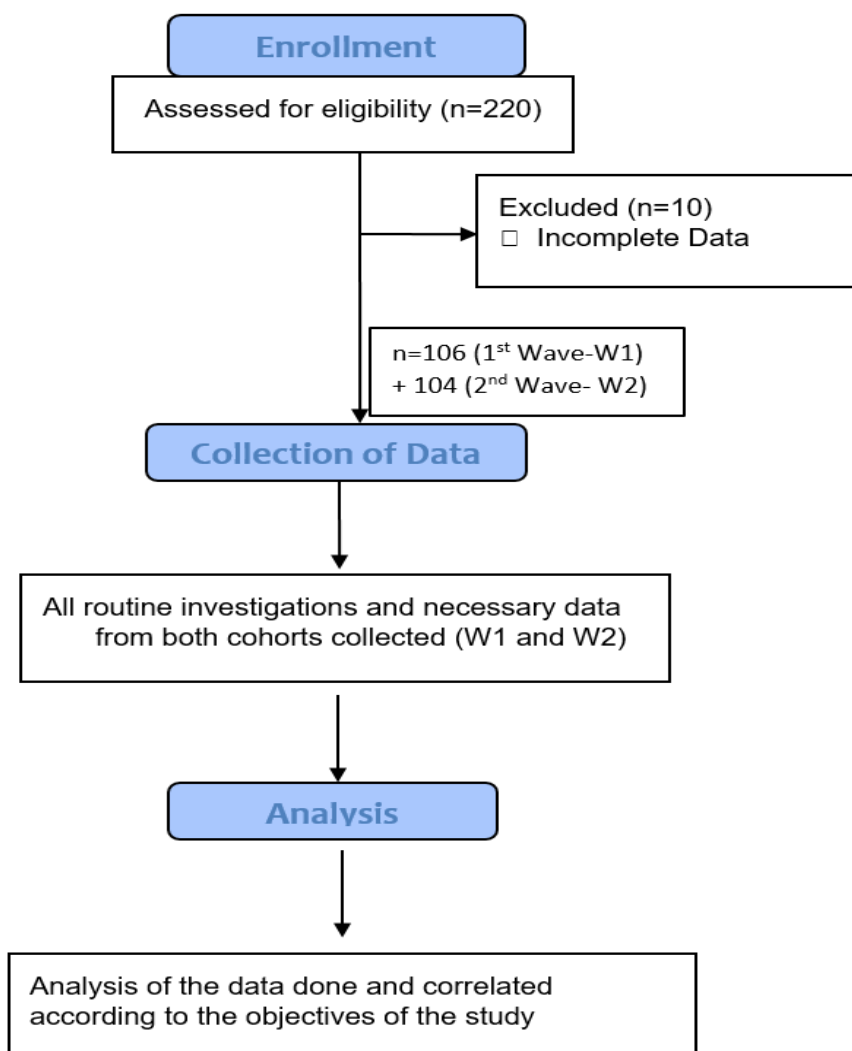 Enrollment
Assessed for eligibility (n=220)
Excluded (n=10)
□ Incomplete Data
n=106 (1st Wave-W1)
+ 104 (2nd Wave- W2)
Collection of Data
All routine investigations and necessary data
from both cohorts collected (W1 and W2)
Analysis
Analysis of the data done and correlated
according to the objectives of the study